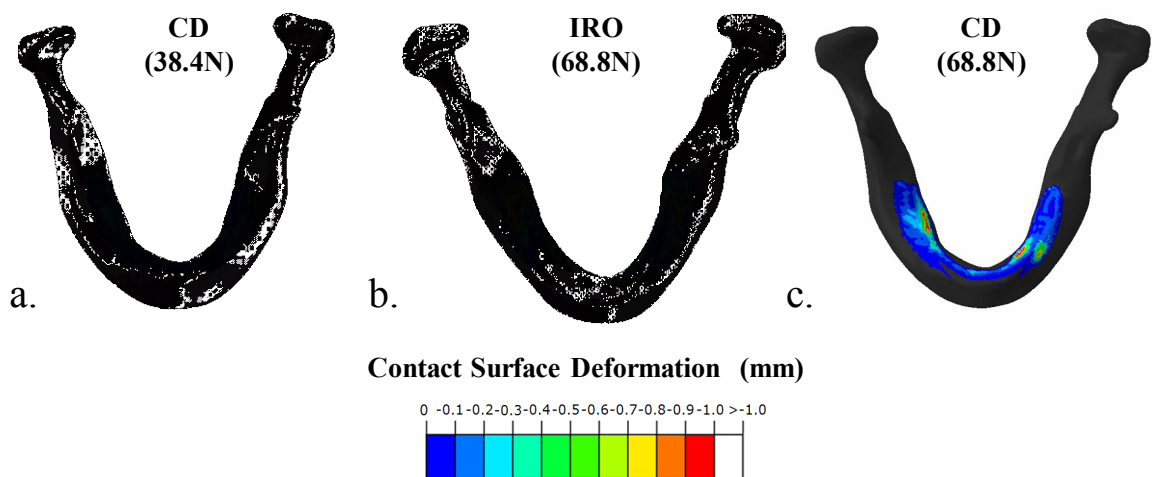 CD
(38.4N)
IRO
(68.8N)
CD
(68.8N)
a.
b.
c.
Contact Surface Deformation (mm)
0 -0.1 -0.2 -0.3 -0.4 -0.5 -0.6 -0.7 -0.8 -0.9 -1.0 >-1.0